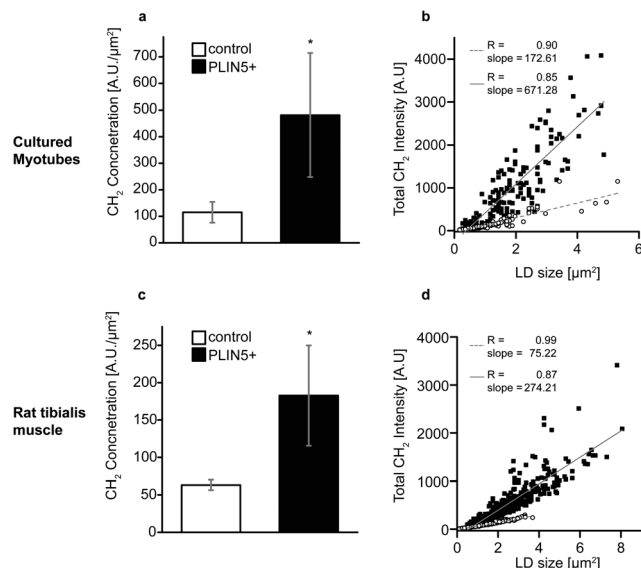 a
control
PLIN5+
*
CH2 Concnetration [A.U./µm²]
700
600
500
400
300
200
100
0
b
R = 0.90
slope = 172.61
R = 0.85
slope = 671.28
Total CH2 Intensity [A.U]
4000
3000
2000
1000
0
0 2 4 6
LD size [µm²]
Cultured
Myotubes
c
control
PLIN5+
*
CH2 Concnetration [A.U./µm²]
250
200
150
100
50
0
d
R = 0.99
slope = 75.22
R = 0.87
slope = 274.21
Total CH2 Intensity [A.U]
4000
3000
2000
1000
0
0 2 4 6 8
LD size [µm²]
Rat tibialis
muscle